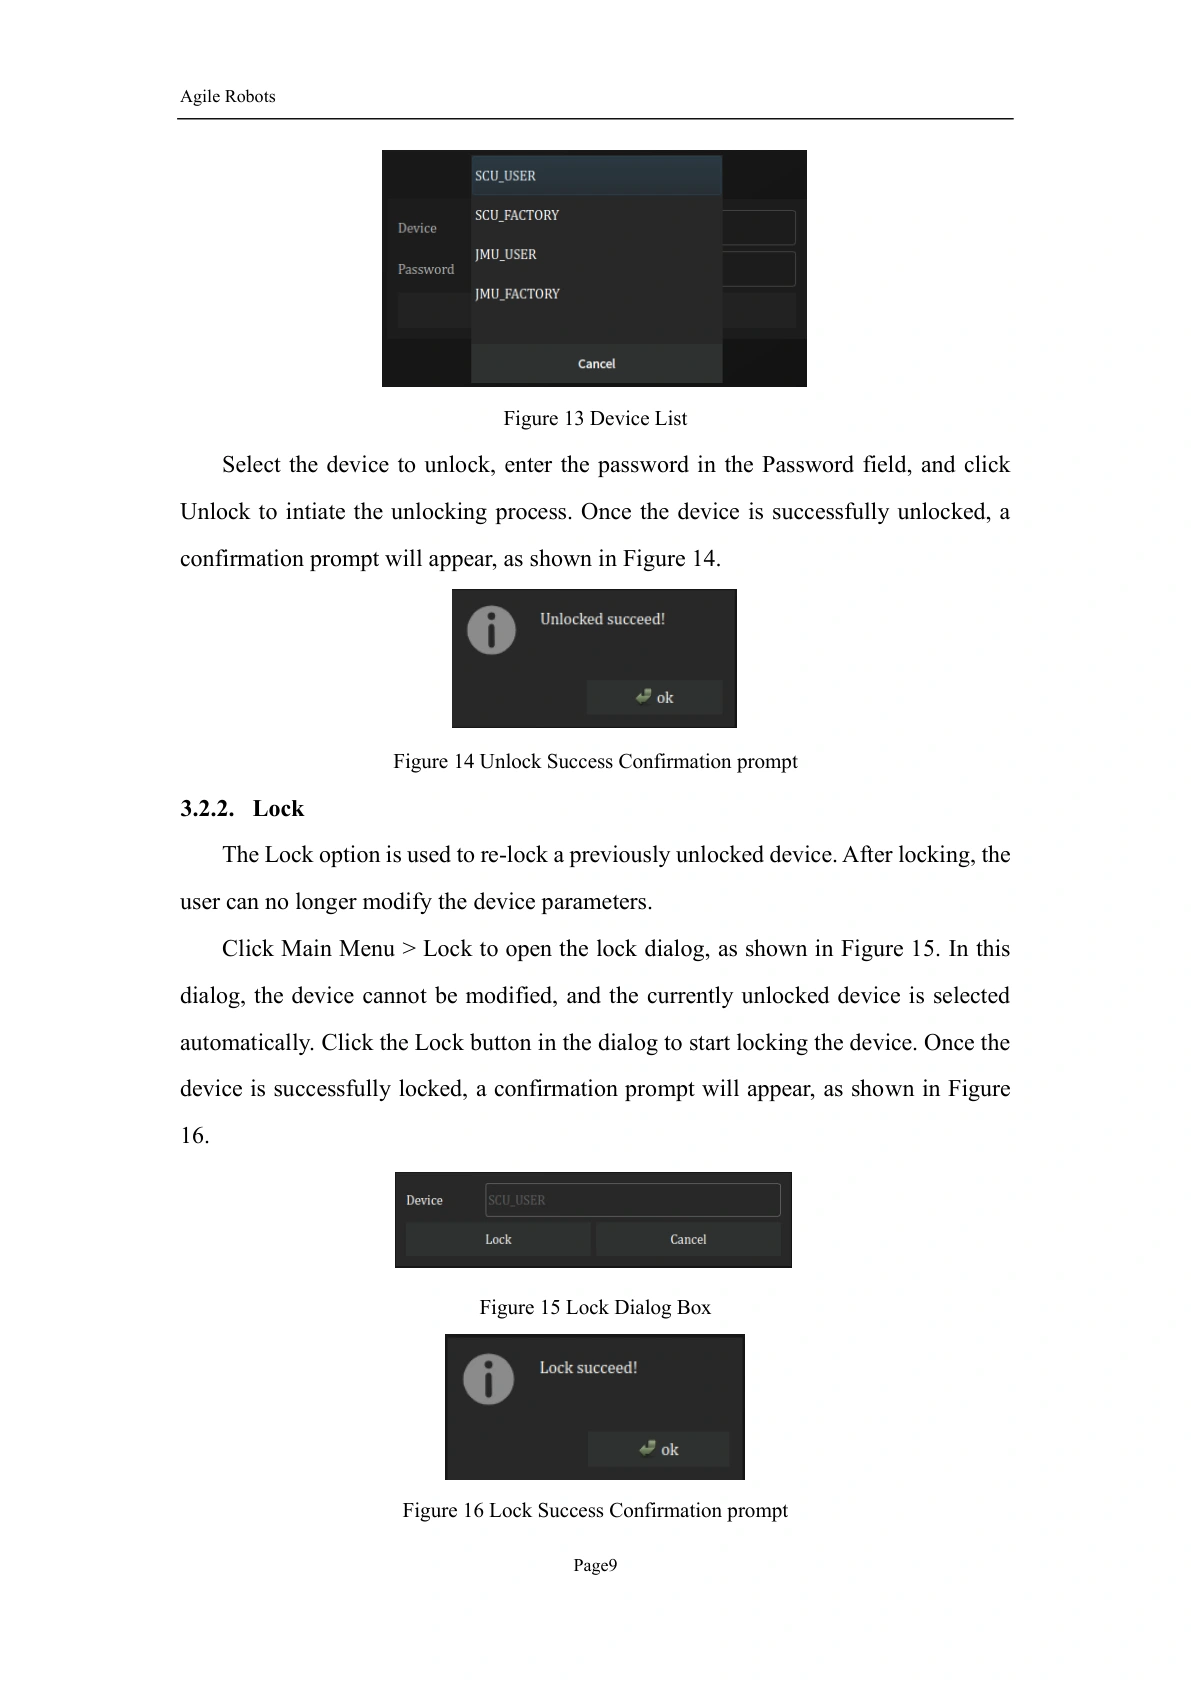 Agile Robots
SCU_USER
SCU_FACTORY
Device
JMU_USER
Password
JMU_FACTORY
Cancel
Figure 13 Device List
Select the device to unlock, enter the password in the Password field, and click
Unlock to intiate the unlocking process. Once the device is successfully unlocked, a
confirmation prompt will appear, as shown in Figure 14.
Unlocked succeed!
ok
Figure 14 Unlock Success Confirmation prompt
3.2.2. Lock
The Lock option is used to re-lock a previously unlocked device. After locking, the
user can no longer modify the device parameters.
Click Main Menu > Lock to open the lock dialog, as shown in Figure 15. In this
dialog, the device cannot be modified, and the currently unlocked device is selected
automatically. Click the Lock button in the dialog to start locking the device. Once the
device is successfully locked, a confirmation prompt will appear, as shown in Figure
16.
Device SCU_USER
Lock Cancel
Figure 15 Lock Dialog Box
Lock succeed!
ok
Figure 16 Lock Success Confirmation prompt
Page9